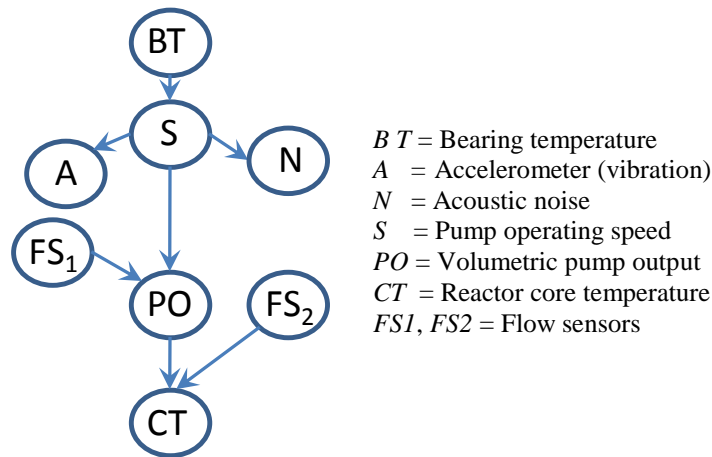 BT
S
A
N
FS₁
PO
FS₂
CT
B T = Bearing temperature
A = Accelerometer (vibration)
N = Acoustic noise
S = Pump operating speed
PO = Volumetric pump output
CT = Reactor core temperature
FS1, FS2 = Flow sensors